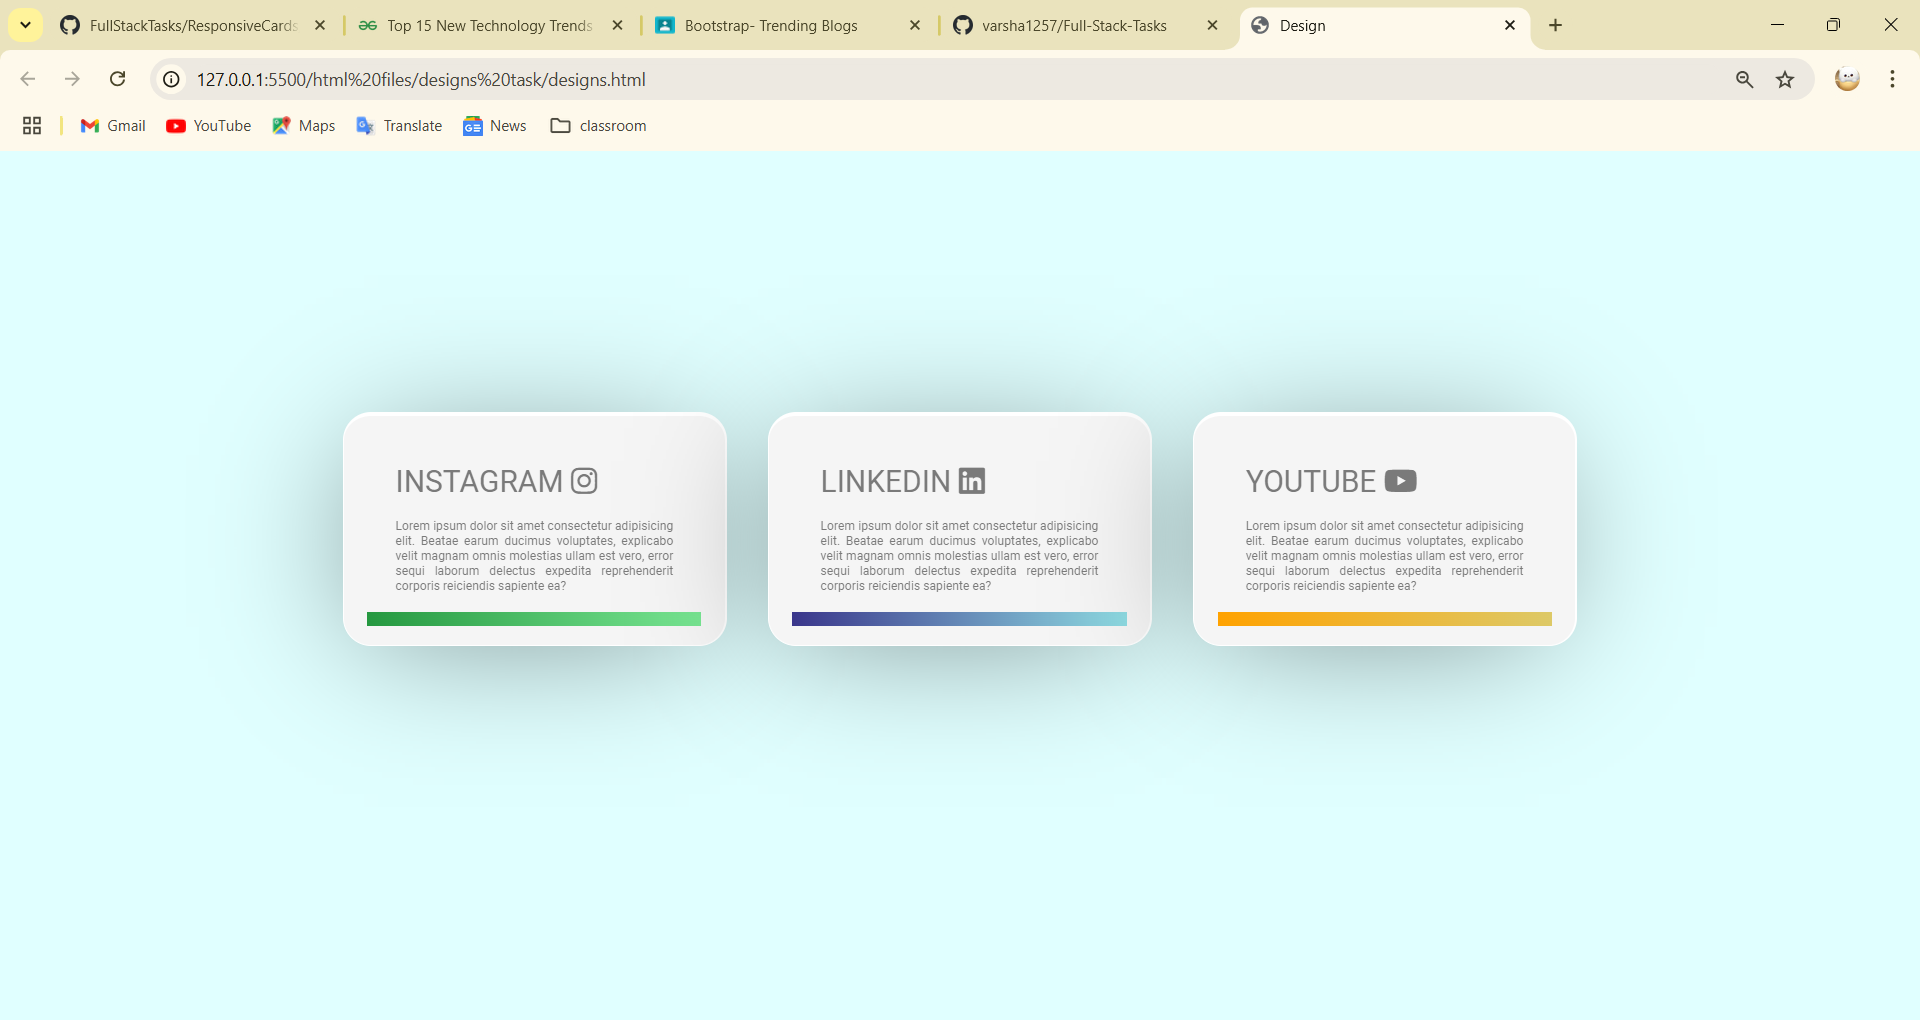 FullStackTasks/ResponsiveCards
Top 15 New Technology Trends
Bootstrap- Trending Blogs
varsha1257/Full-Stack-Tasks
Design
127.0.0.1:5500/html%20files/designs%20task/designs.html
Gmail
YouTube
Maps
Translate
News
classroom
INSTAGRAM
Lorem ipsum dolor sit amet consectetur adipisicing
elit. Beatae earum ducimus voluptates, explicabo
velit magnam omnis molestias ullam est vero, error
sequi laborum delectus expedita reprehenderit
corporis reiciendis sapiente ea?
LINKEDIN
Lorem ipsum dolor sit amet consectetur adipisicing
elit. Beatae earum ducimus voluptates, explicabo
velit magnam omnis molestias ullam est vero, error
sequi laborum delectus expedita reprehenderit
corporis reiciendis sapiente ea?
YOUTUBE
Lorem ipsum dolor sit amet consectetur adipisicing
elit. Beatae earum ducimus voluptates, explicabo
velit magnam omnis molestias ullam est vero, error
sequi laborum delectus expedita reprehenderit
corporis reiciendis sapiente ea?